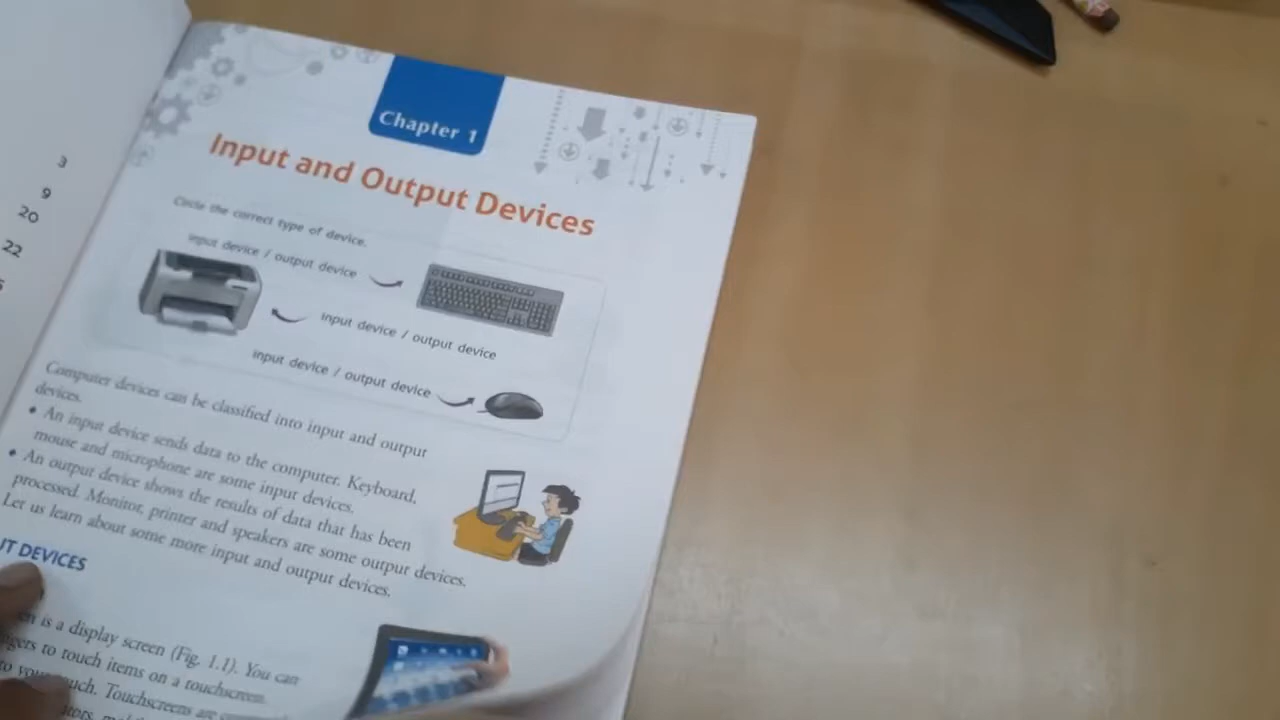 3
9
20
22
Chapter 1
Input and Output Devices
Circle the correct type of device.
input device / output device
input device / output device
input device / output device
Computer devices can be classified into input and output
devices.
• An input device sends data to the computer. Keyboard,
mouse and microphone are some input devices.
• An output device shows the results of data that has been
processed. Monitor, printer and speakers are some output devices.
Let us learn about some more input and output devices.
DEVICES
is a display screen (Fig. 1.1). You can
to touch items on a touchscreen.
Touchscreens are